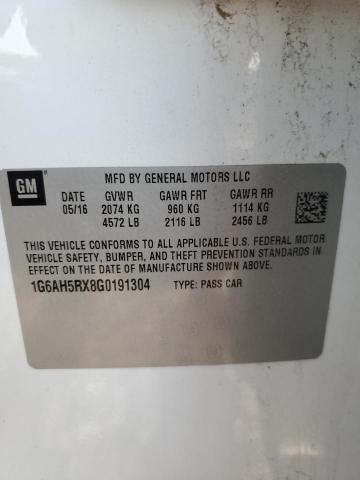 GM
MFD BY GENERAL MOTORS LLC
DATE GVWR GAWR FRT GAWR RR
05/16 2074 KG 960 KG 1114 KG
4572 LB 2116 LB 2456 LB
THIS VEHICLE CONFORMS TO ALL APPLICABLE U.S. FEDERAL MOTOR
VEHICLE SAFETY, BUMPER, AND THEFT PREVENTION STANDARDS
IN EFFECT ON THE DATE OF MANUFACTURE SHOWN ABOVE.
1G6AH5RX8G0191304 TYPE: PASS CAR